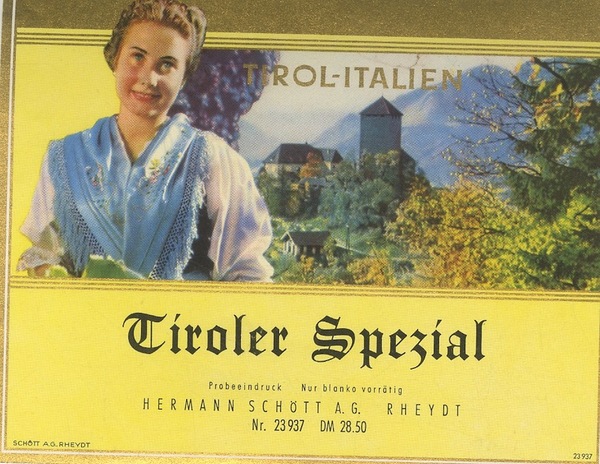 TIROL-ITALIEN
Tiroler Spezial
Probeeindruck Nur blanko vorrätig
HERMANN SCHÖTT A.G. RHEYDT
Nr. 23937 DM 28.50
SCHÖTT A.G. RHEYDT
23937